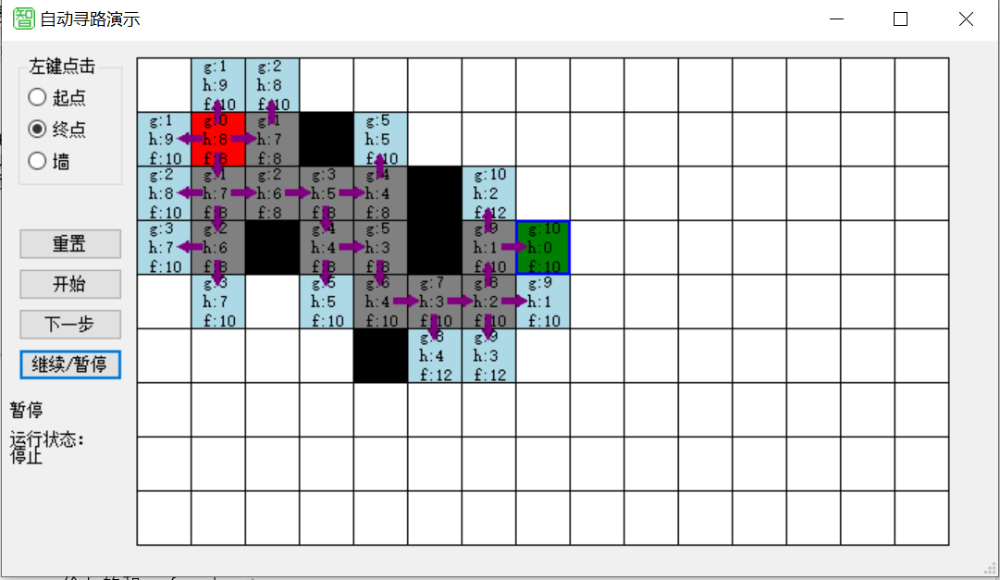 自动寻路演示
左键点击
起点
终点
墙
重置
开始
下一步
继续/暂停
暂停
运行状态：
停止
g:1 g:2
h:9 h:8
f:10 f:10
g:1 g:0 g:1 g:5
h:9 h:8 h:7 h:5
f:10 f:8 f:8 f:10
g:2 g:1 g:2 g:3 g:4 g:10
h:8 h:7 h:6 h:5 h:4 h:2
f:10 f:8 f:8 f:8 f:8 f:12
g:3 g:2 g:4 g:5 g:9 g:10
h:7 h:6 h:4 h:3 h:1 h:0
f:10 f:8 f:8 f:8 f:10 f:10
g:3 g:5 g:6 g:7 g:8 g:9
h:7 h:5 h:4 h:3 h:2 h:1
f:10 f:10 f:10 f:10 f:10 f:10
g:8 g:9
h:4 h:3
f:12 f:12